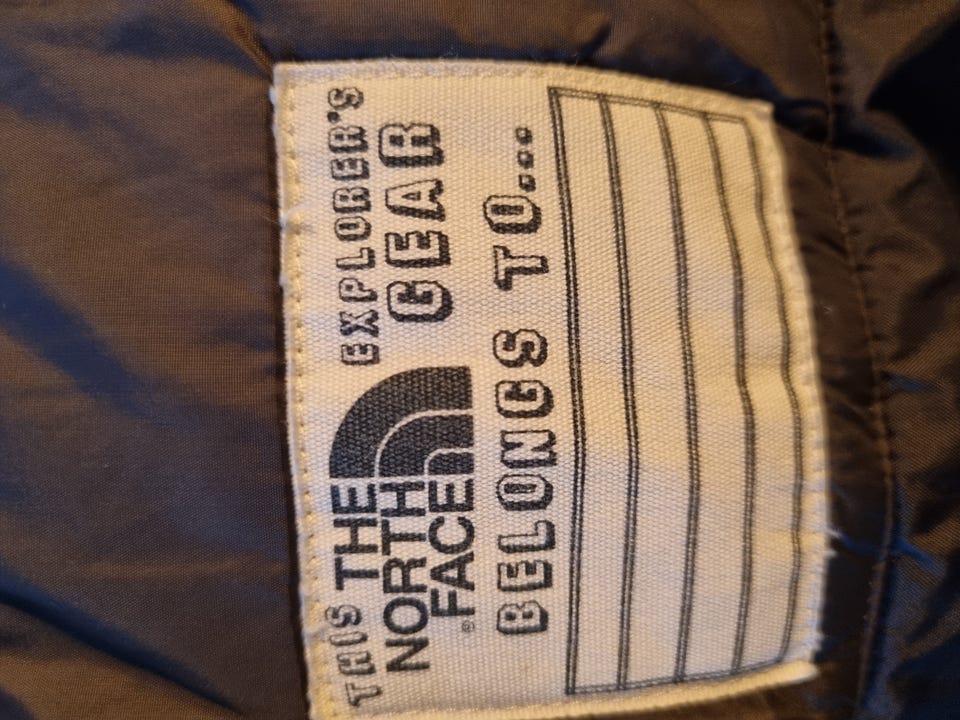 THIS THE NORTH FACE® EXPLORER'S GEAR
BELONGS TO...